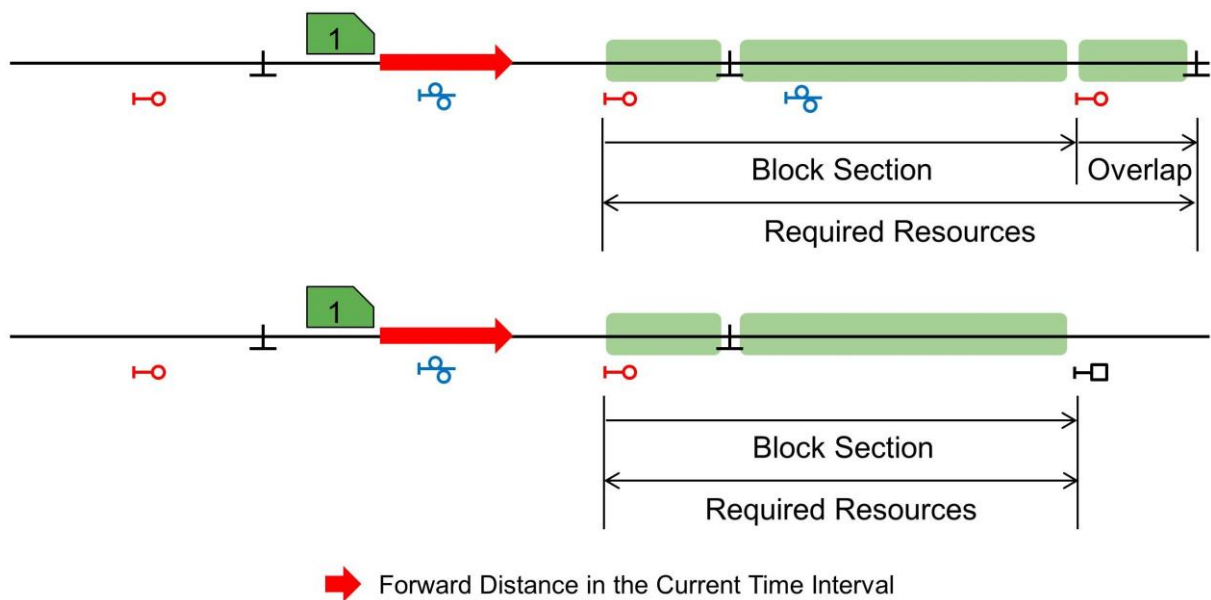 1
Block Section
Overlap
Required Resources
1
Block Section
Required Resources
Forward Distance in the Current Time Interval